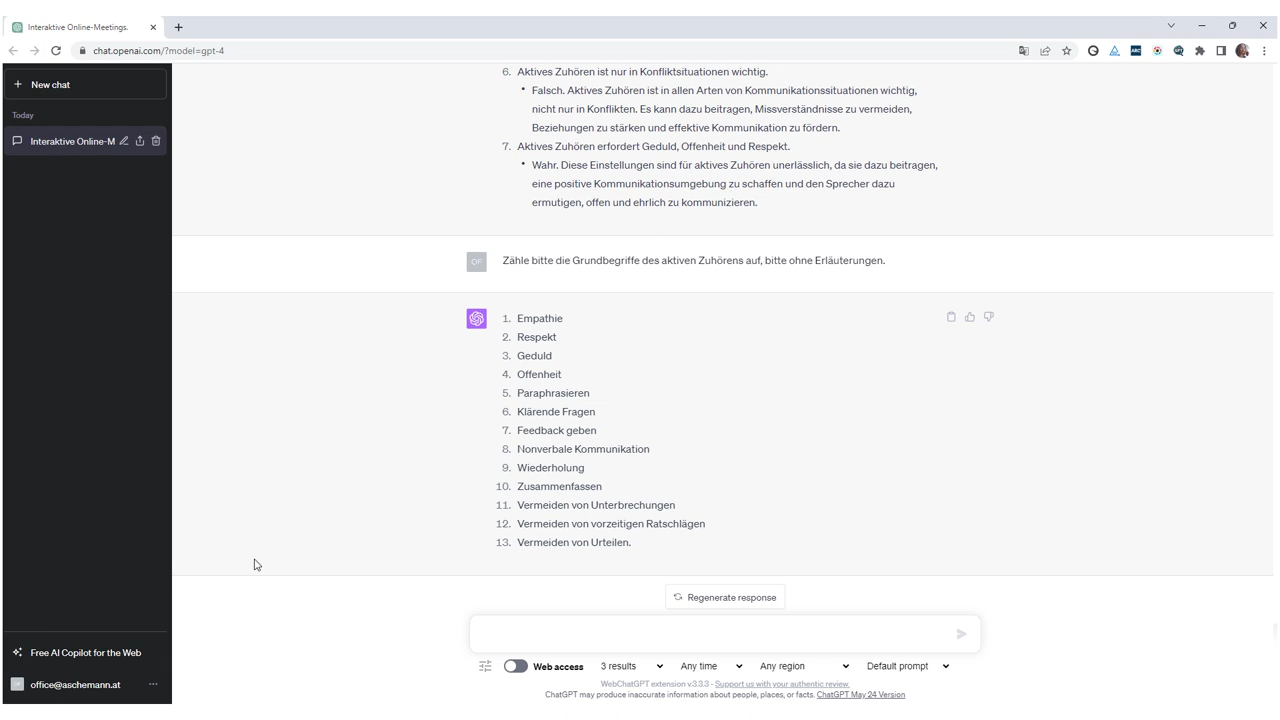 Interaktive Online-Meetings.
chat.openai.com/?model=gpt-4
New chat
Today
Interaktive Online-M
6. Aktives Zuhören ist nur in Konfliktsituationen wichtig.
• Falsch. Aktives Zuhören ist in allen Arten von Kommunikationssituationen wichtig,
nicht nur in Konflikten. Es kann dazu beitragen, Missverständnisse zu vermeiden,
Beziehungen zu stärken und effektive Kommunikation zu fördern.
7. Aktives Zuhören erfordert Geduld, Offenheit und Respekt.
• Wahr. Diese Einstellungen sind für aktives Zuhören unerlässlich, da sie dazu beitragen,
eine positive Kommunikationsumgebung zu schaffen und den Sprecher dazu
ermutigen, offen und ehrlich zu kommunizieren.
OF Zähle bitte die Grundbegriffe des aktiven Zuhörens auf, bitte ohne Erläuterungen.
1. Empathie
2. Respekt
3. Geduld
4. Offenheit
5. Paraphrasieren
6. Klärende Fragen
7. Feedback geben
8. Nonverbale Kommunikation
9. Wiederholung
10. Zusammenfassen
11. Vermeiden von Unterbrechungen
12. Vermeiden von vorzeitigen Ratschlägen
13. Vermeiden von Urteilen.
Regenerate response
Web access 3 results Any time Any region Default prompt
WebChatGPT extension v.3.3.3 - Support us with your authentic review.
ChatGPT may produce inaccurate information about people, places, or facts. ChatGPT May 24 Version
Free AI Copilot for the Web
office@aschemann.at